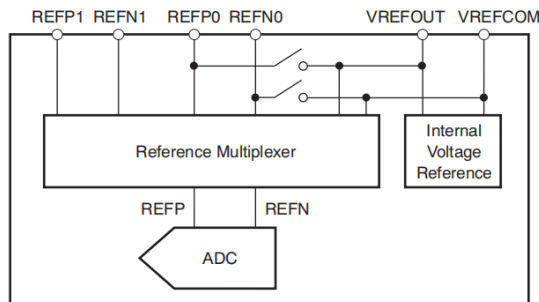 REFP1 REFN1 REFP0 REFN0 VREFOUT VREFCOM
Reference Multiplexer
Internal
Voltage
Reference
REFP REFN
ADC